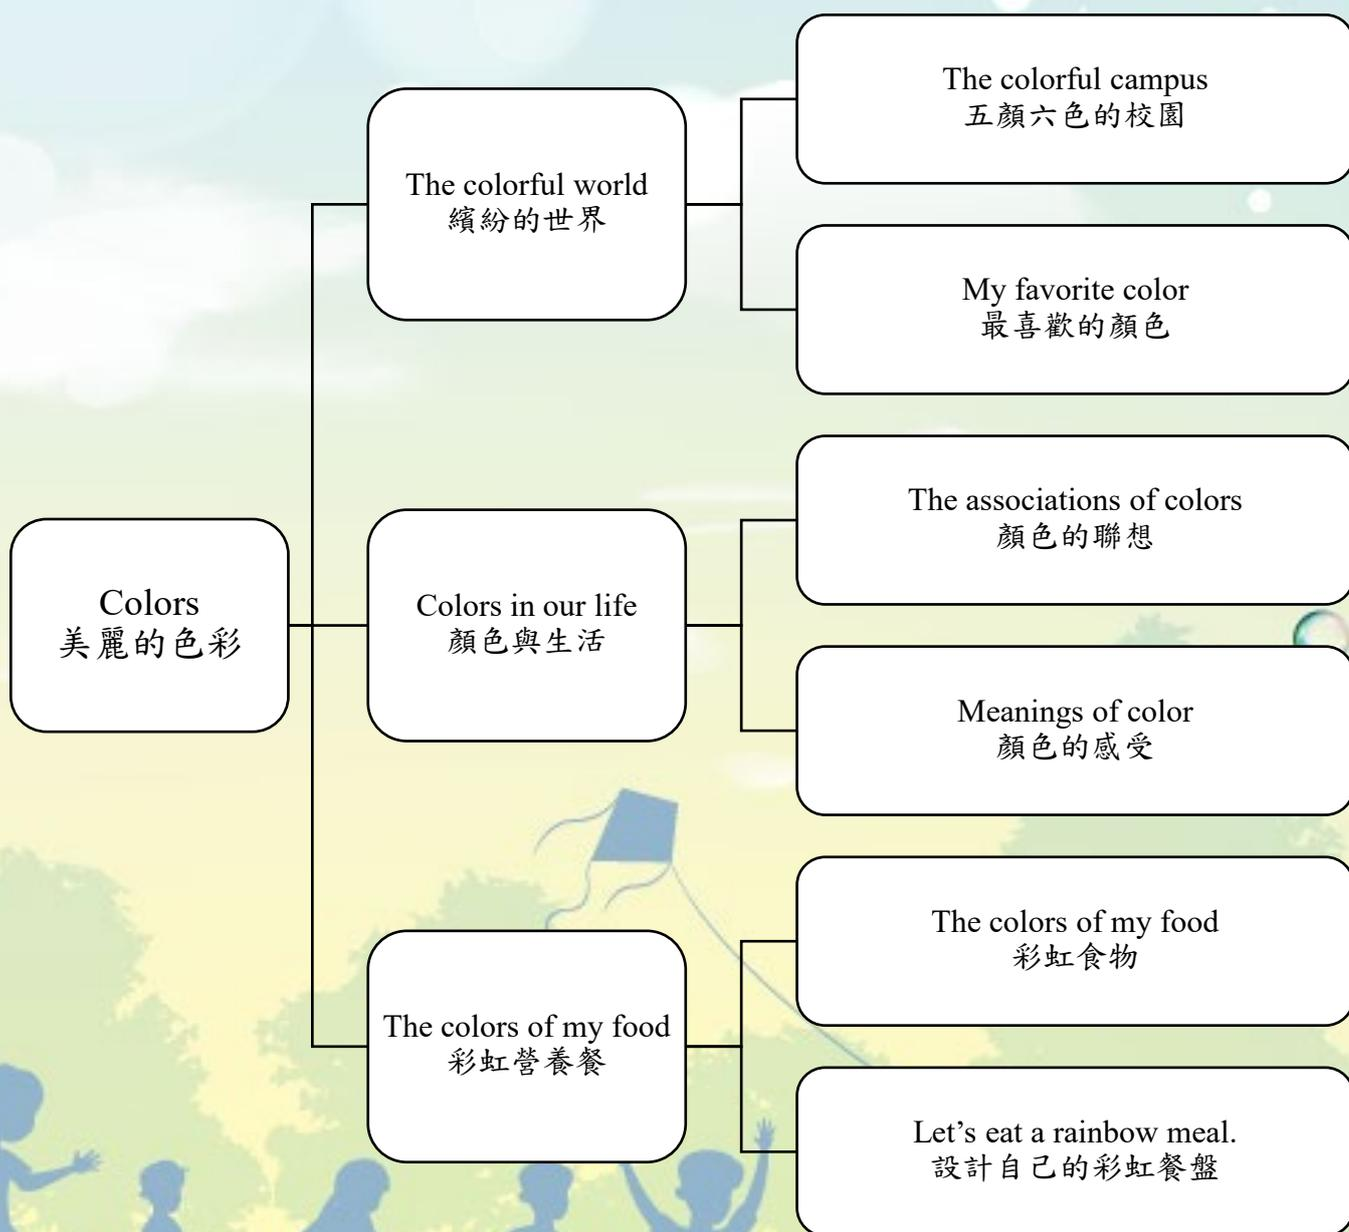 Colors
美麗的色彩
The colorful world
繽紛的世界
The colorful campus
五顏六色的校園
My favorite color
最喜歡的顏色
Colors in our life
顏色與生活
The associations of colors
顏色的聯想
Meanings of color
顏色的感受
The colors of my food
彩虹營養餐
The colors of my food
彩虹食物
Let’s eat a rainbow meal.
設計自己的彩虹餐盤